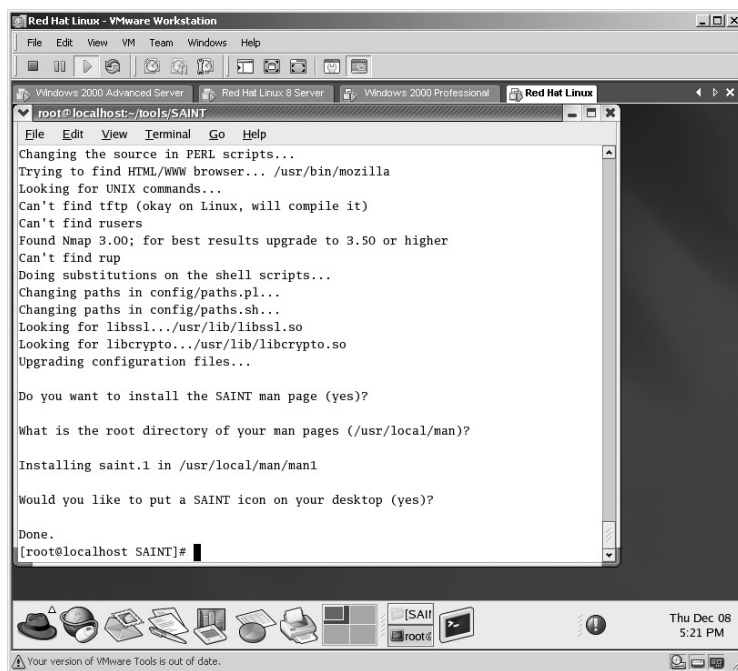 Red Hat Linux - VMware Workstation
File Edit View VM Team Windows Help
Windows 2000 Advanced Server Red Hat Linux 8 Server Windows 2000 Professional Red Hat Linux
root@localhost:~/tools/SAINT
File Edit View Terminal Go Help
Changing the source in PERL scripts...
Trying to find HTML/WWW browser... /usr/bin/mozilla
Looking for UNIX commands...
Can't find tftp (okay on Linux, will compile it)
Can't find rusers
Found Nmap 3.00; for best results upgrade to 3.50 or higher
Can't find rup
Doing substitutions on the shell scripts...
Changing paths in config/paths.pl...
Changing paths in config/paths.sh...
Looking for libssl.../usr/lib/libssl.so
Looking for libcrypto.../usr/lib/libcrypto.so
Upgrading configuration files...
Do you want to install the SAINT man page (yes)?
What is the root directory of your man pages (/usr/local/man)?
Installing saint.1 in /usr/local/man/man1
Would you like to put a SAINT icon on your desktop (yes)?
Done.
[root@localhost SAINT]#
[SAI
root@
Thu Dec 08
5:21 PM
Your version of VMware Tools is out of date.